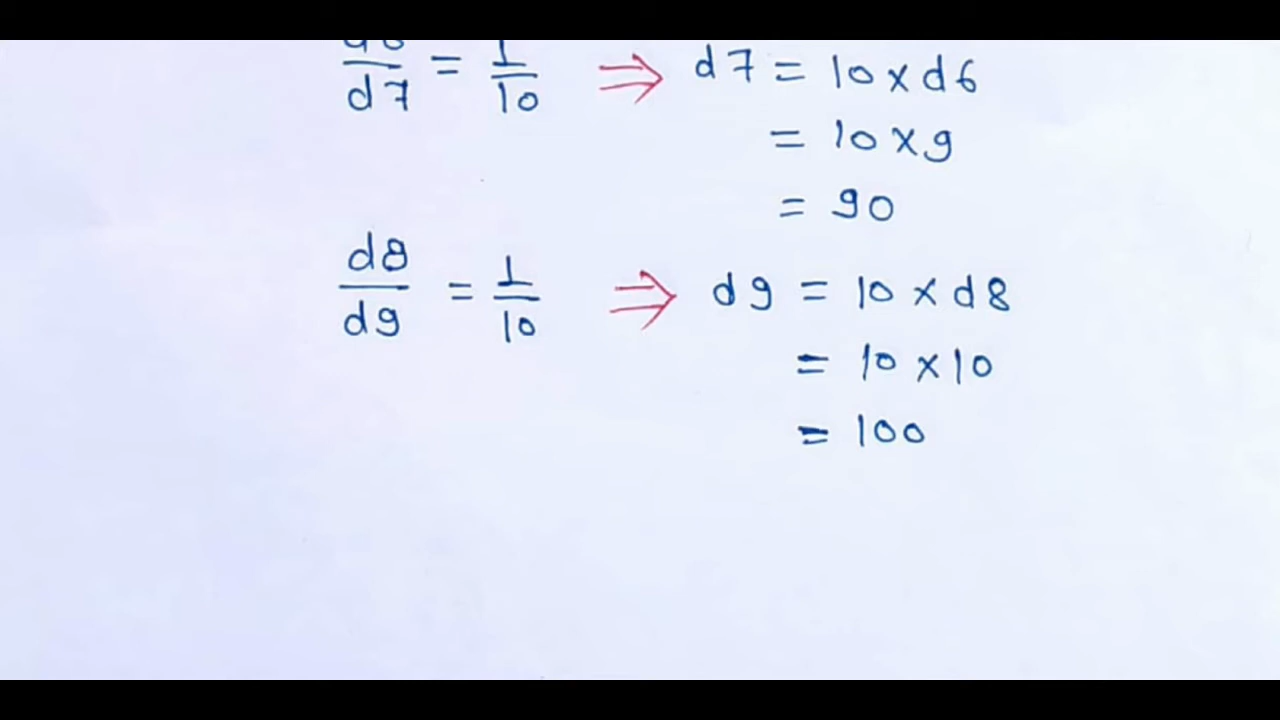 d6/d7 = 1/10 ⇒ d7 = 10 x d6
= 10 x 9
= 90
d8/d9 = 1/10 ⇒ d9 = 10 x d8
= 10 x 10
= 100